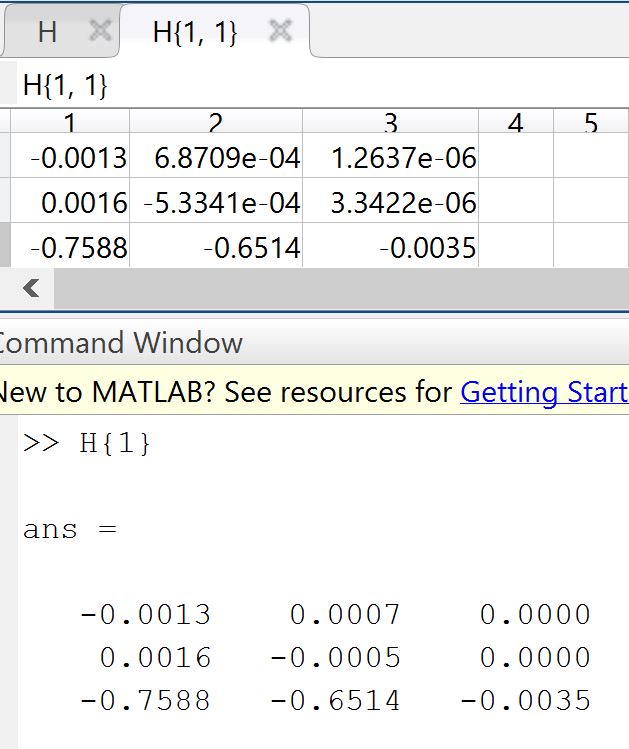 H H{1, 1}
H{1, 1}
1 2 3 4 5
-0.0013 6.8709e-04 1.2637e-06
0.0016 -5.3341e-04 3.3422e-06
-0.7588 -0.6514 -0.0035
Command Window
New to MATLAB? See resources for Getting Start
>> H{1}
ans =
-0.0013 0.0007 0.0000
0.0016 -0.0005 0.0000
-0.7588 -0.6514 -0.0035